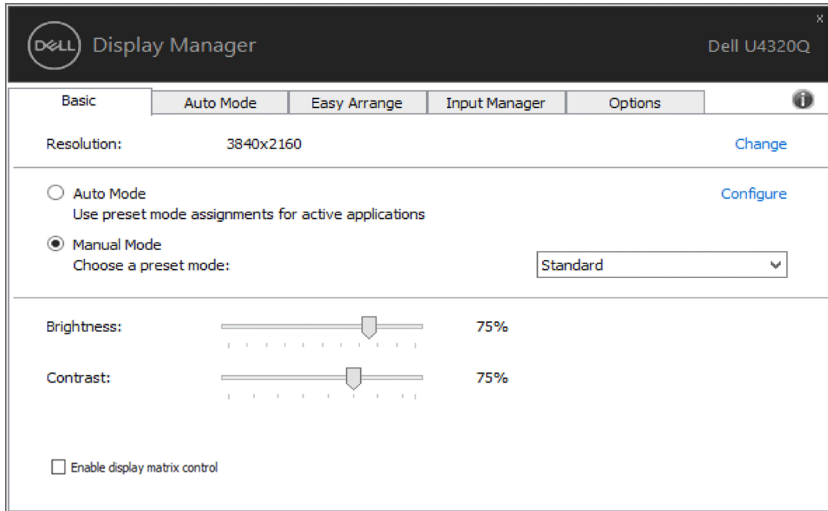 x
DELL Display Manager Dell U4320Q
Basic Auto Mode Easy Arrange Input Manager Options i
Resolution: 3840x2160 Change
Auto Mode Configure
Use preset mode assignments for active applications
Manual Mode
Choose a preset mode: Standard
Brightness: 75%
Contrast: 75%
Enable display matrix control